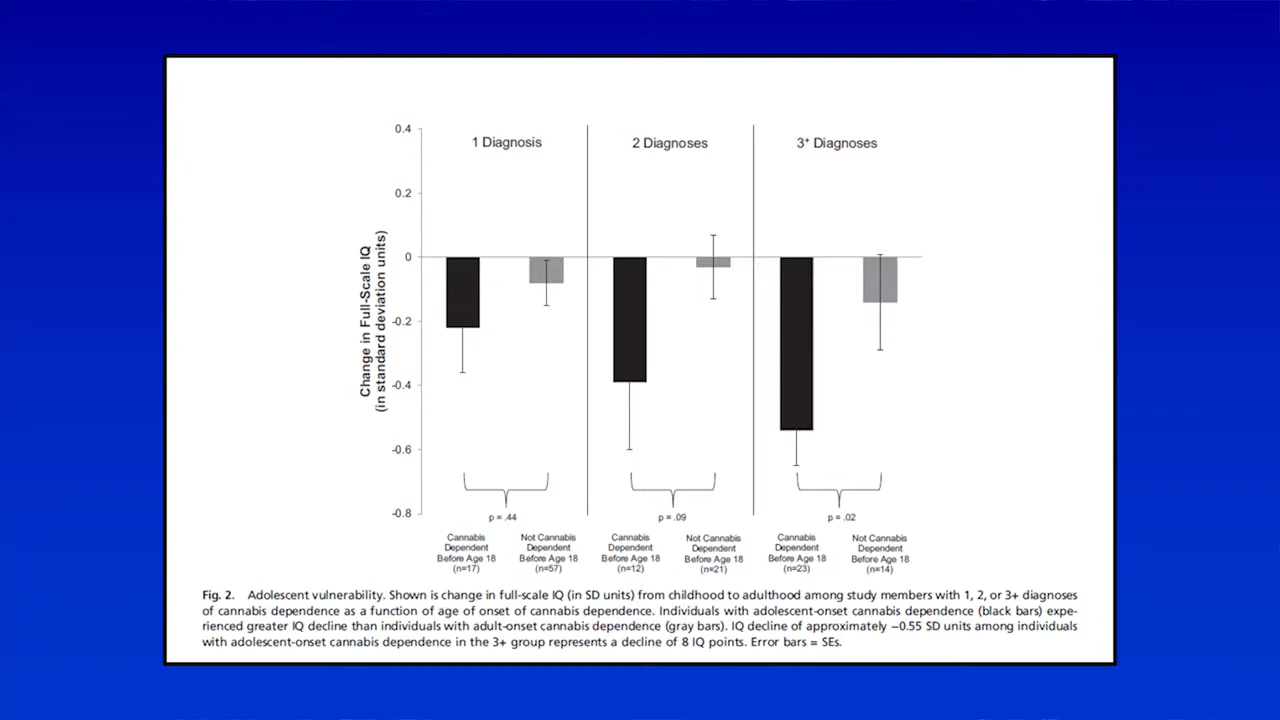 0.4
0.2
0
-0.2
-0.4
-0.6
-0.8
Change in Full-Scale IQ
(in standard deviation units)
1 Diagnosis
2 Diagnoses
3+ Diagnoses
p = .44
p = .09
p = .02
Cannabis
Dependent
Before Age 18
(n=17)
Not Cannabis
Dependent
Before Age 18
(n=57)
Cannabis
Dependent
Before Age 18
(n=12)
Not Cannabis
Dependent
Before Age 18
(n=21)
Cannabis
Dependent
Before Age 18
(n=23)
Not Cannabis
Dependent
Before Age 18
(n=14)
Fig. 2. Adolescent vulnerability. Shown is change in full-scale IQ (in SD units) from childhood to adulthood among study members with 1, 2, or 3+ diagnoses
of cannabis dependence as a function of age of onset of cannabis dependence. Individuals with adolescent-onset cannabis dependence (black bars) expe-
rienced greater IQ decline than individuals with adult-onset cannabis dependence (gray bars). IQ decline of approximately −0.55 SD units among individuals
with adolescent-onset cannabis dependence in the 3+ group represents a decline of 8 IQ points. Error bars = SEs.